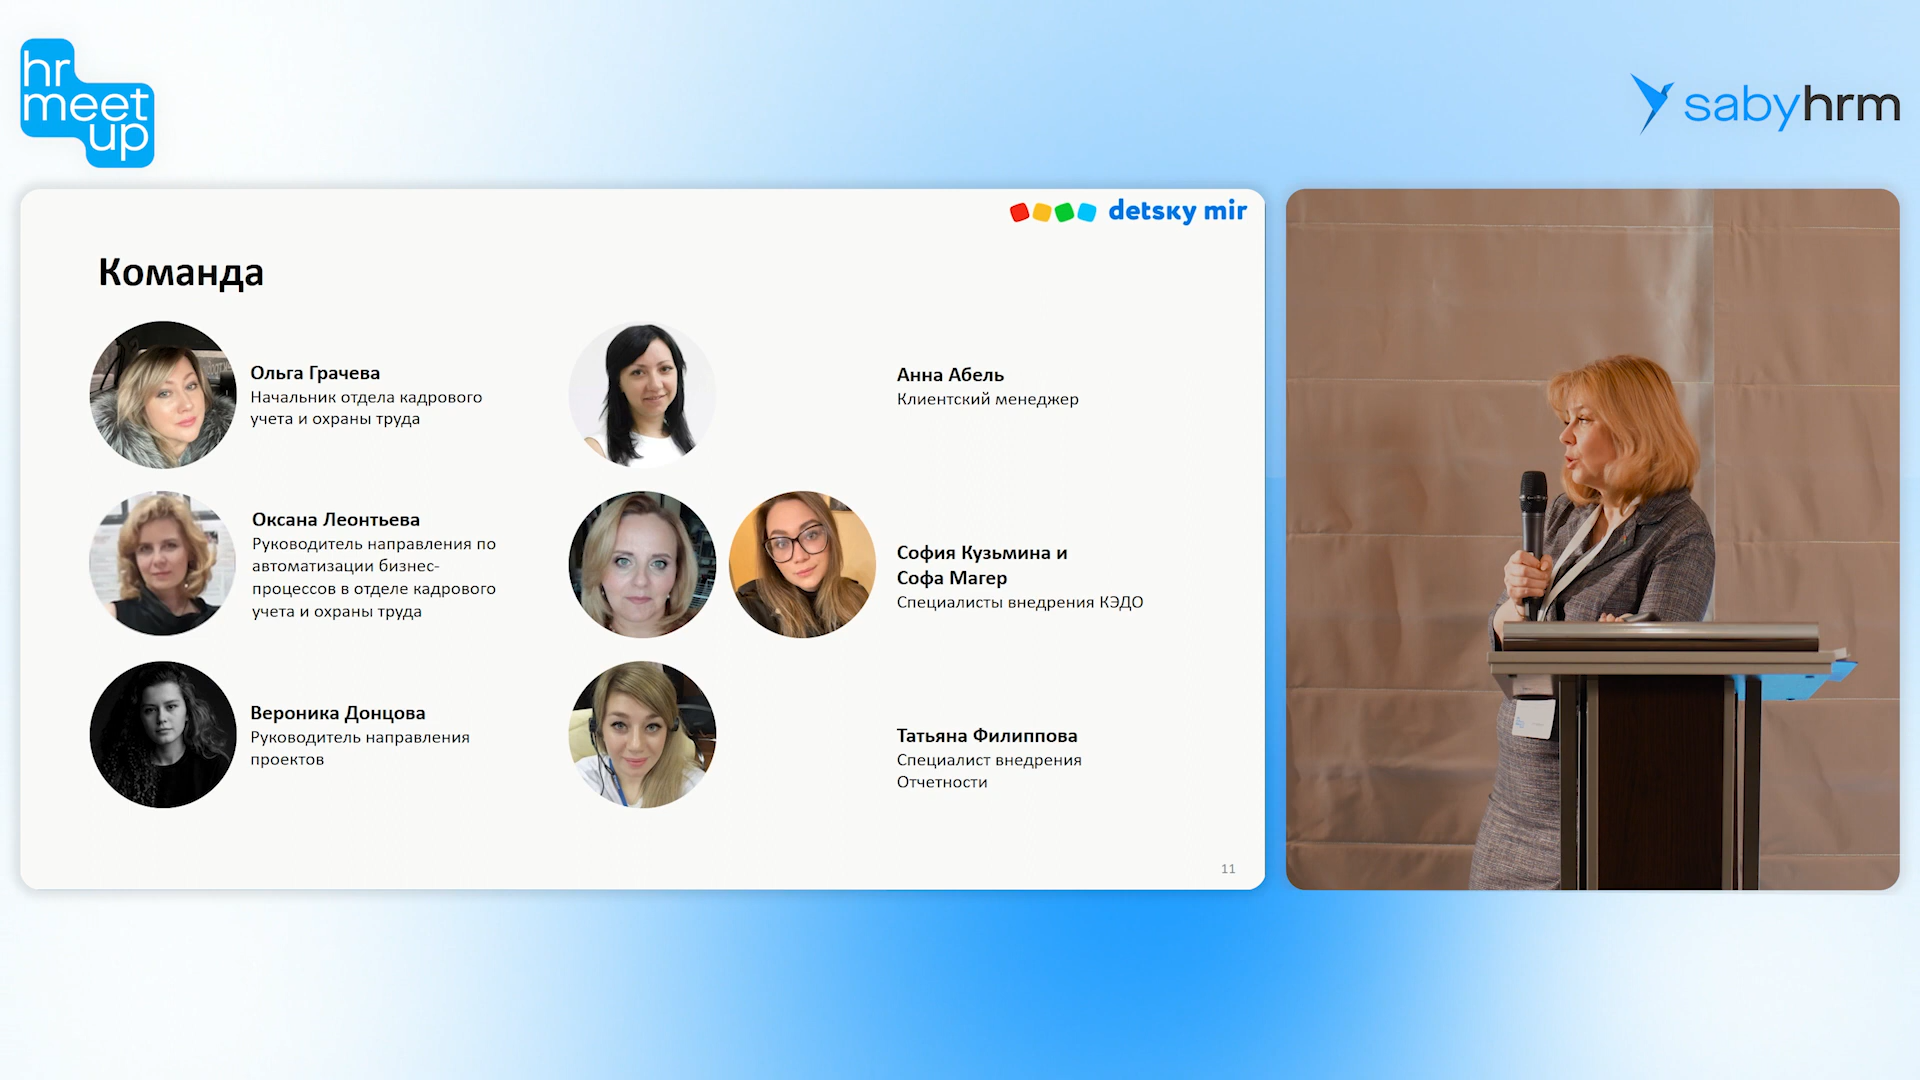 hr
meet
up
sabyhrm
detsky mir
Команда
Ольга Грачева
Начальник отдела кадрового
учета и охраны труда
Анна Абель
Клиентский менеджер
Оксана Леонтьева
Руководитель направления по
автоматизации бизнес-
процессов в отделе кадрового
учета и охраны труда
София Кузьмина и
Софа Магер
Специалисты внедрения КЭДО
Вероника Донцова
Руководитель направления
проектов
Татьяна Филиппова
Специалист внедрения
Отчетности
11